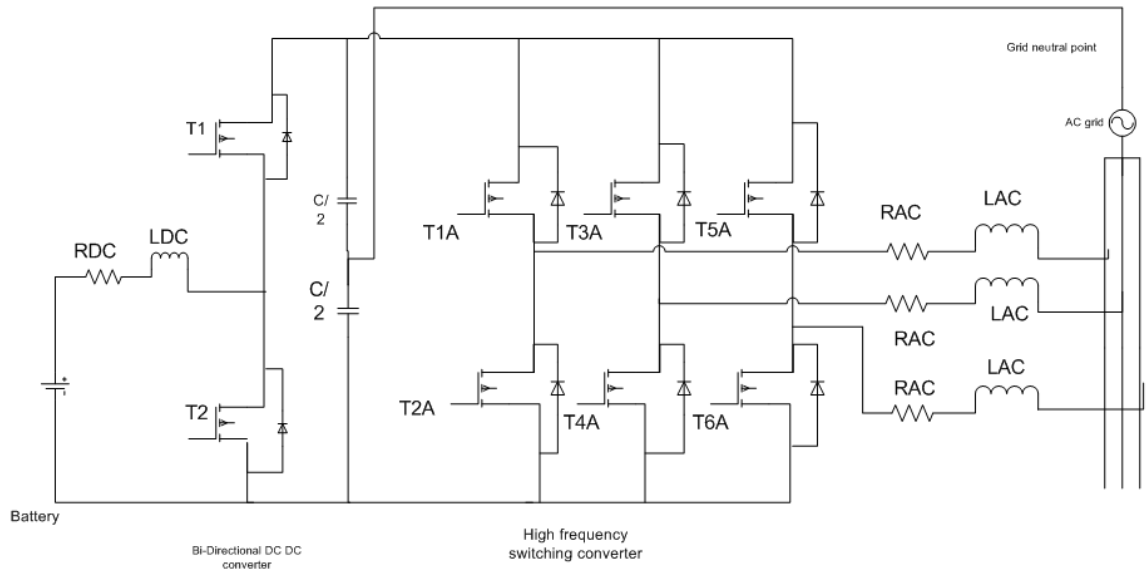 Grid neutral point
AC grid
T1
C/
2
T1A
T3A
T5A
RAC
LAC
RDC
LDC
C/
2
RAC
LAC
T2
T2A
T4A
T6A
RAC
LAC
Battery
Bi-Directional DC DC
converter
High frequency
switching converter